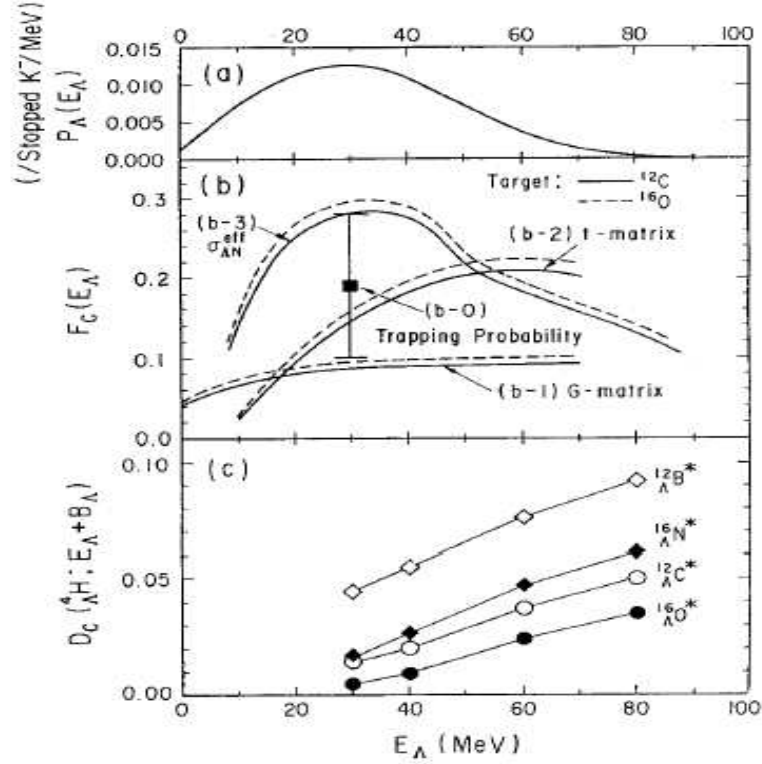 0 20 40 60 80 100
(/Stopped K⁻/MeV)
P_Λ(E_Λ)
0.015
0.010
0.005
0.000
(a)
(b)
Target: — ¹²C
--- ¹⁶O
(b-3)
σ^eff_ΛN
(b-2) t-matrix
(b-0)
Trapping Probability
(b-1) G-matrix
F_C(E_Λ)
0.3
0.2
0.1
0.0
(c)
0.10
0.05
0.00
D_C(⁴_ΛH; E_Λ+B_Λ)
¹²_ΛB*
¹⁶_ΛN*
¹²_ΛC*
¹⁶_ΛO*
0 20 40 60 80 100
E_Λ (MeV)